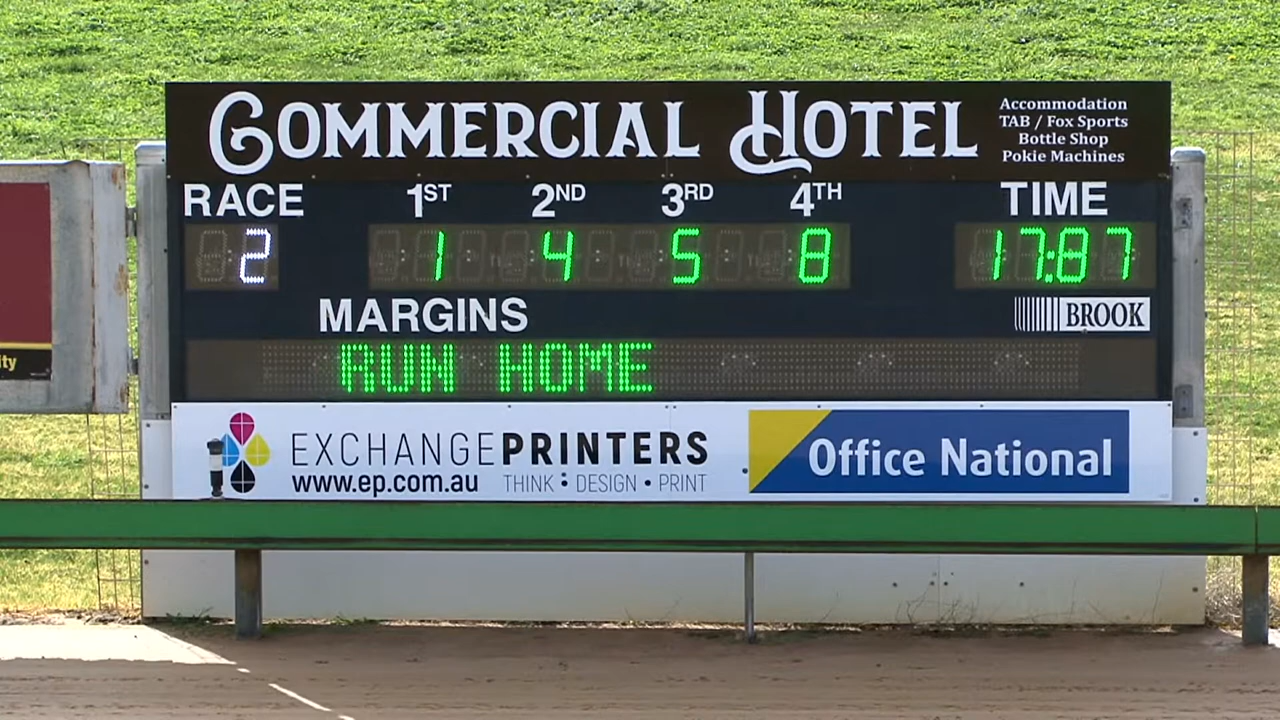 COMMERCIAL HOTEL
Accommodation
TAB / Fox Sports
Bottle Shop
Pokie Machines
RACE 1ST 2ND 3RD 4TH TIME
2 1 4 5 8 17:87
MARGINS
BROOK
RUN HOME
ity
EXCHANGEPRINTERS
www.ep.com.au THINK • DESIGN • PRINT
Office National